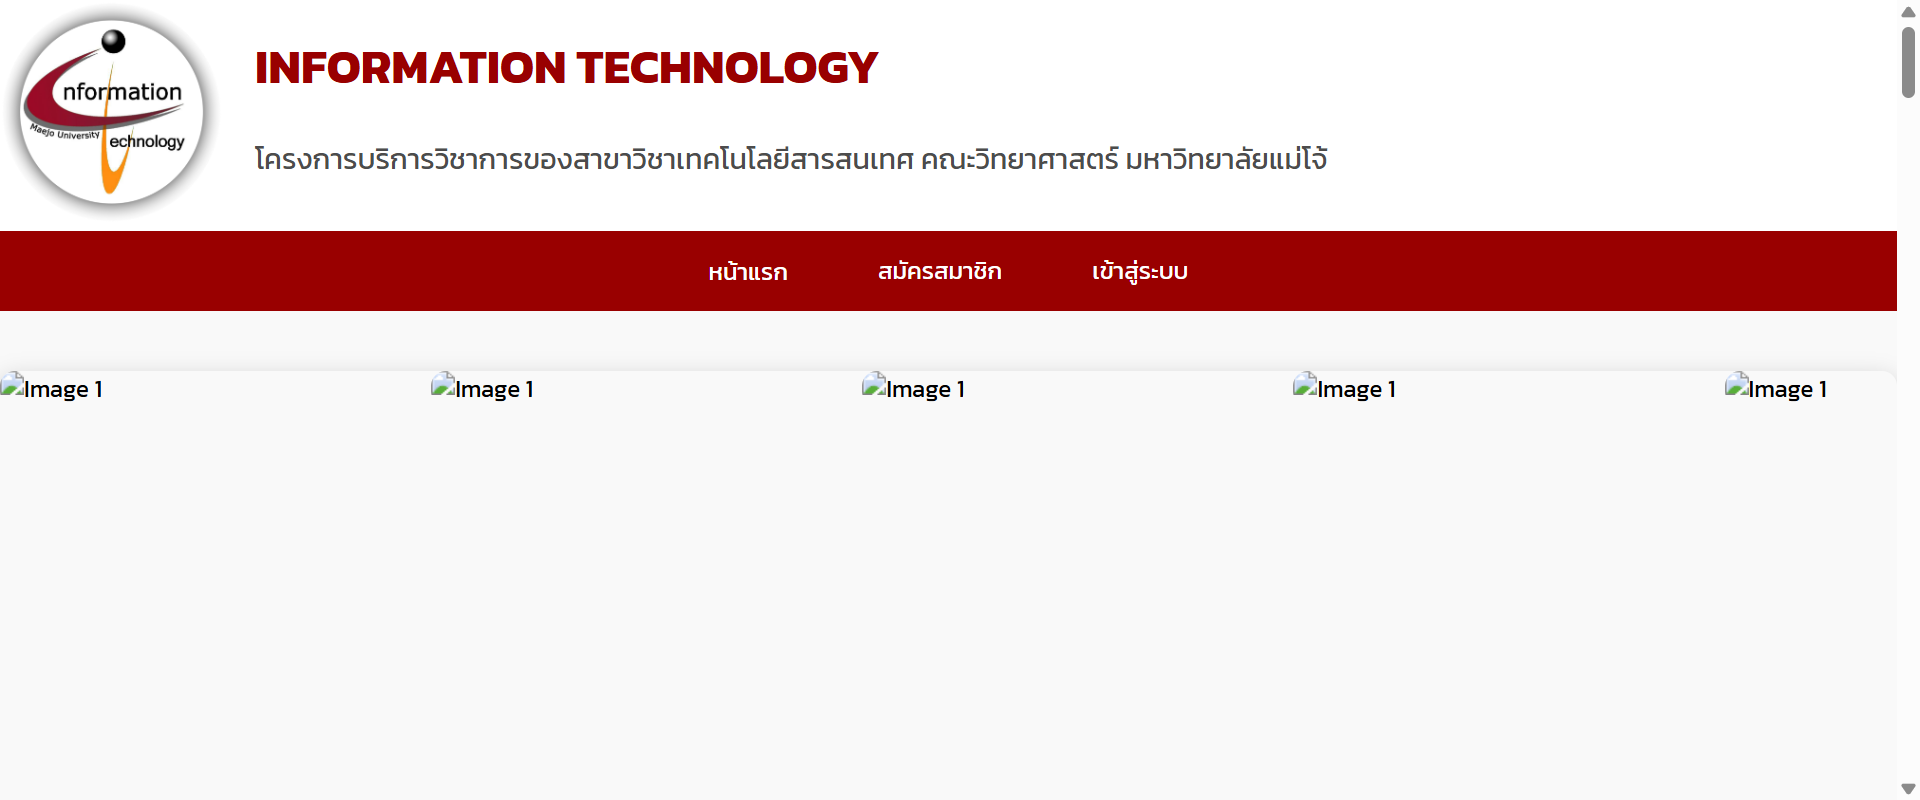 nformation
Maejo University
echnology
INFORMATION TECHNOLOGY
โครงการบริการวิชาการของสาขาวิชาเทคโนโลยีสารสนเทศ คณะวิทยาศาสตร์ มหาวิทยาลัยแม่โจ้
หน้าแรก สมัครสมาชิก เข้าสู่ระบบ
Image 1 Image 1 Image 1 Image 1 Image 1